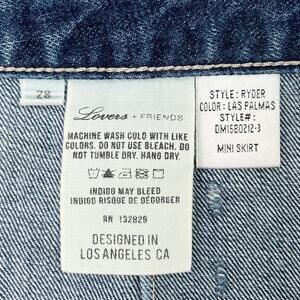 28
Lovers + FRIENDS
MACHINE WASH COLD WITH LIKE
COLORS. DO NOT USE BLEACH. DO
NOT TUMBLE DRY. HANG DRY.
INDIGO MAY BLEED
INDIGO RISQUE DE DÉGORGER
RN 132829
DESIGNED IN
LOS ANGELES CA
STYLE: RYDER
COLOR: LAS PALMAS
STYLE#:
DM15B0212-3
MINI SKIRT